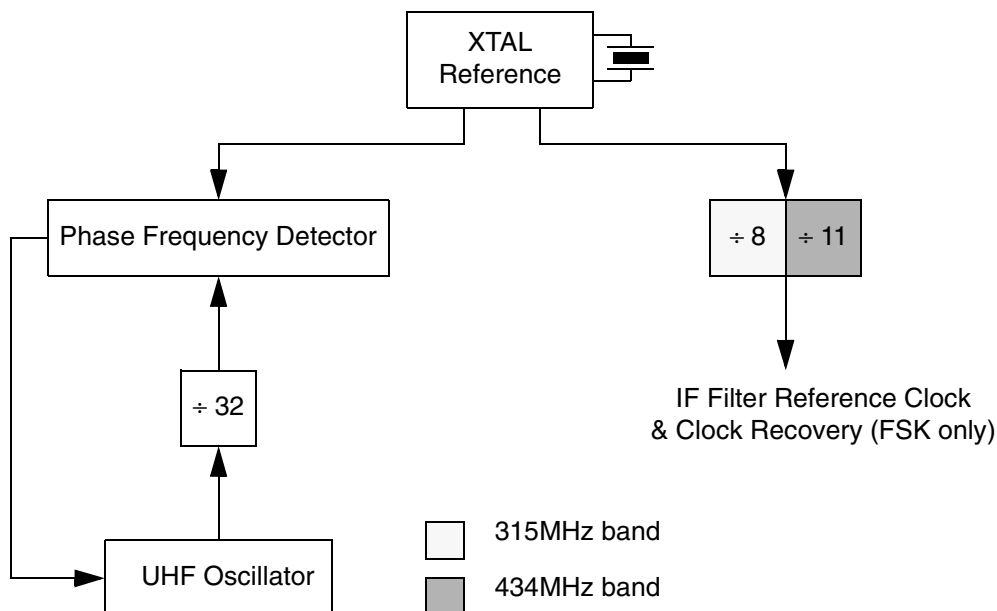 XTAL
Reference
Phase Frequency Detector
÷ 8
÷ 11
÷ 32
IF Filter Reference Clock
& Clock Recovery (FSK only)
315MHz band
UHF Oscillator
434MHz band